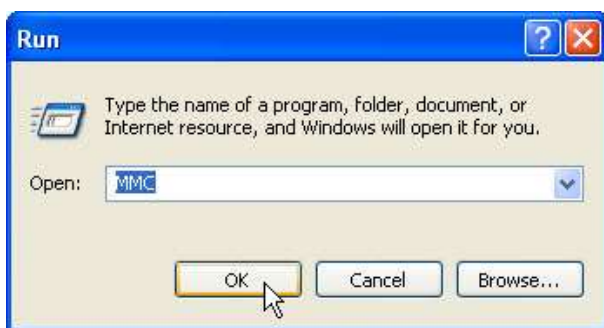 Run
Type the name of a program, folder, document, or
Internet resource, and Windows will open it for you.
Open: MMC
OK Cancel Browse...